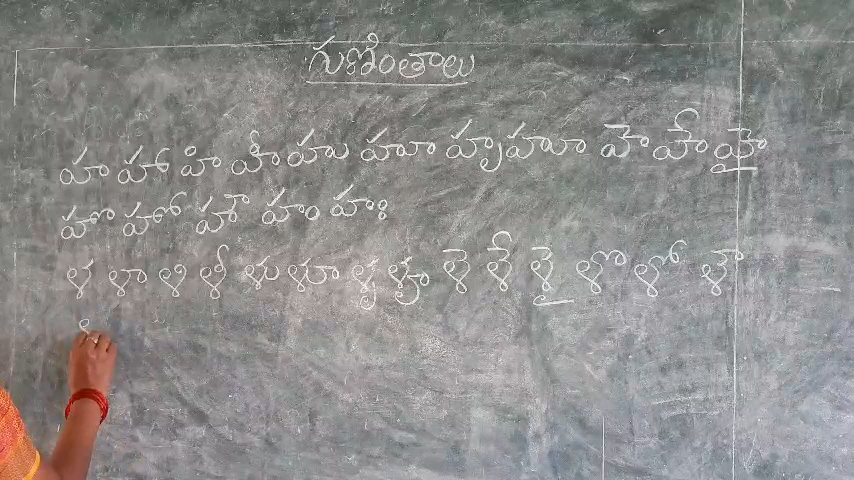 గుణింతాలు
హ హా హి హీ హు హూ హృ హౄ హె హే హై
హొ హో హౌ హం హః
ళ ళా ళి ళీ ళు ళూ ళృ ళౄ ళె ళే ళై ళొ ళో ళౌ